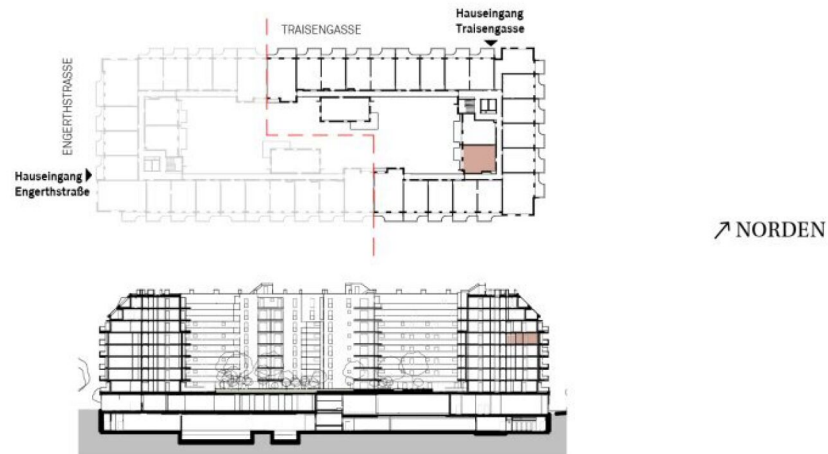 TRAISENGASSE
Hauseingang
Traisengasse
ENGERTHSTRASSE
Hauseingang
Engerthstraße
↗ NORDEN